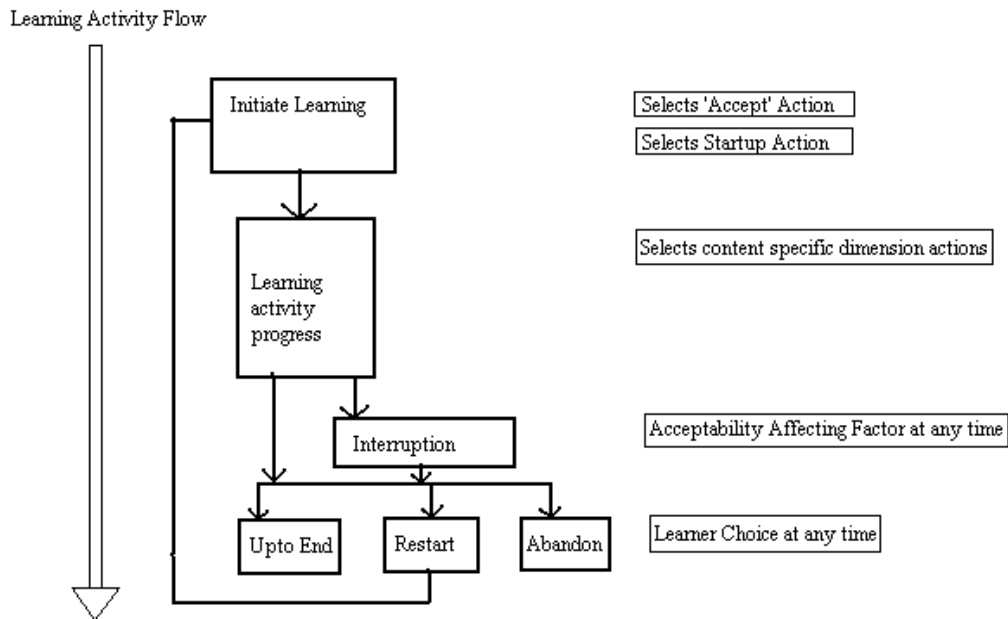 Learning Activity Flow
Initiate Learning
Selects 'Accept' Action
Selects Startup Action
Selects content specific dimension actions
Learning
activity
progress
Acceptability Affecting Factor at any time
Interruption
Upto End
Restart
Abandon
Learner Choice at any time